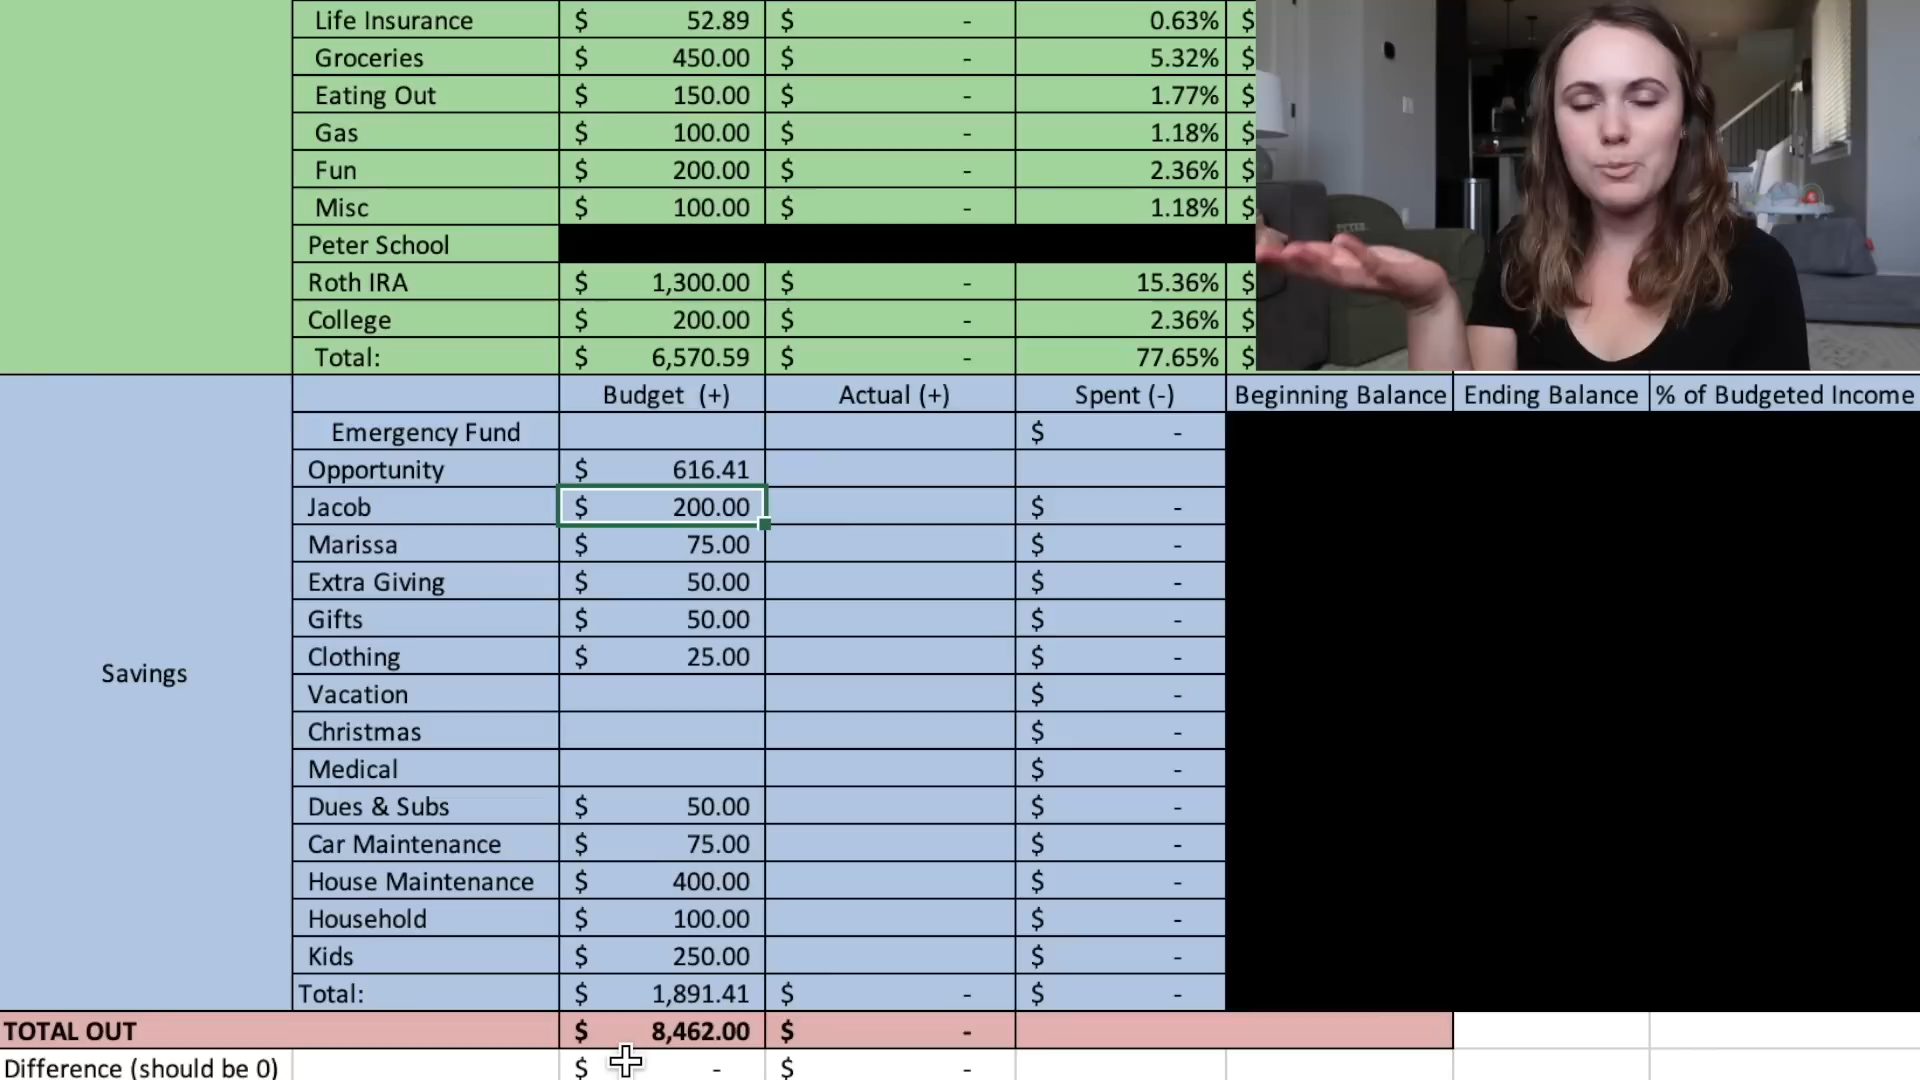 Life Insurance $ 52.89 $ - 0.63% $
Groceries $ 450.00 $ - 5.32% $
Eating Out $ 150.00 $ - 1.77% $
Gas $ 100.00 $ - 1.18% $
Fun $ 200.00 $ - 2.36% $
Misc $ 100.00 $ - 1.18% $
Peter School
Roth IRA $ 1,300.00 $ - 15.36% $
College $ 200.00 $ - 2.36% $
Total: $ 6,570.59 $ - 77.65% $
Budget (+) Actual (+) Spent (-) Beginning Balance Ending Balance % of Budgeted Income
Emergency Fund $ -
Opportunity $ 616.41
Jacob $ 200.00 $ -
Marissa $ 75.00 $ -
Extra Giving $ 50.00 $ -
Gifts $ 50.00 $ -
Clothing $ 25.00 $ -
Savings
Vacation $ -
Christmas $ -
Medical $ -
Dues & Subs $ 50.00 $ -
Car Maintenance $ 75.00 $ -
House Maintenance $ 400.00 $ -
Household $ 100.00 $ -
Kids $ 250.00 $ -
Total: $ 1,891.41 $ - $ -
TOTAL OUT $ 8,462.00 $ -
Difference (should be 0) $ - $ -